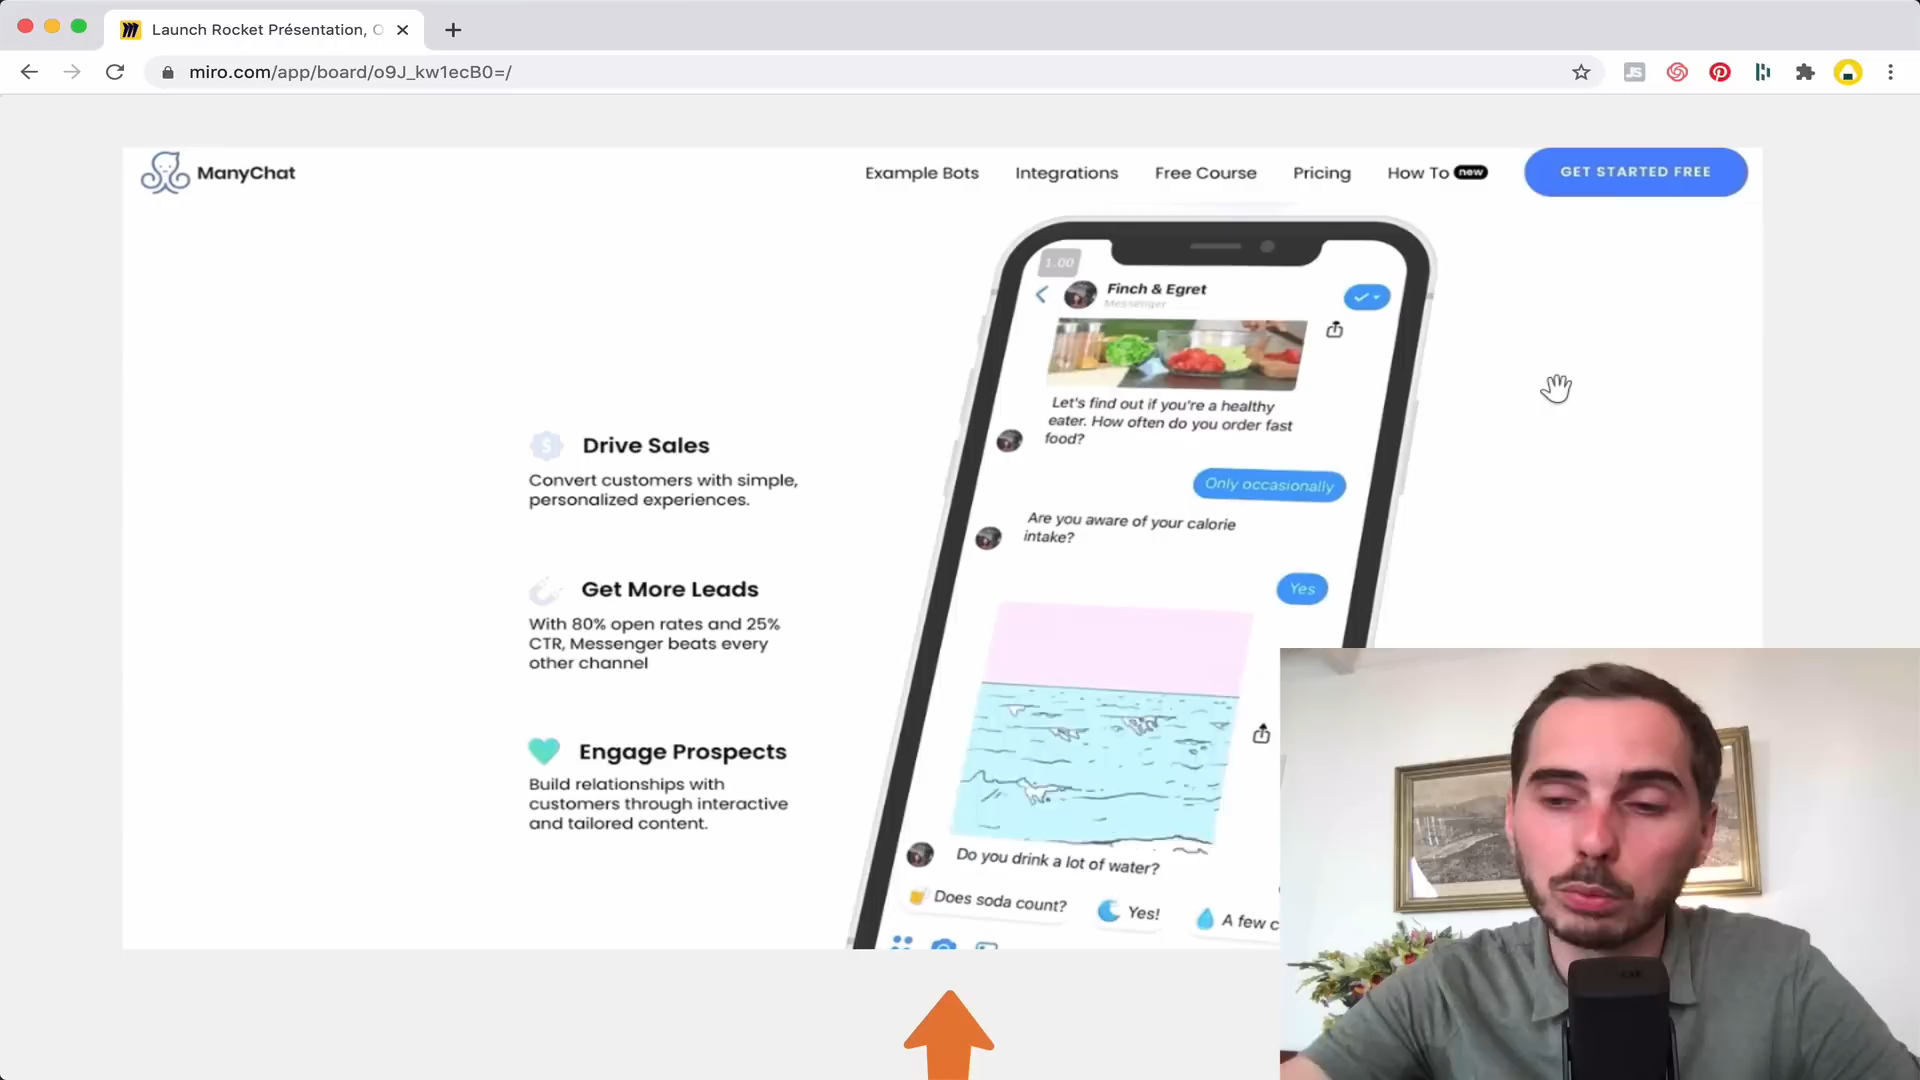 Launch Rocket Présentation,
miro.com/app/board/o9J_kw1ecB0=/
JS
ManyChat
Example Bots
Integrations
Free Course
Pricing
How To new
GET STARTED FREE
1.00
Finch & Egret
Messenger
Let's find out if you're a healthy
eater. How often do you order fast
food?
Only occasionally
Are you aware of your calorie
intake?
Yes
Do you drink a lot of water?
Does soda count?
Yes!
A few c
Drive Sales
Convert customers with simple,
personalized experiences.
Get More Leads
With 80% open rates and 25%
CTR, Messenger beats every
other channel
Engage Prospects
Build relationships with
customers through interactive
and tailored content.